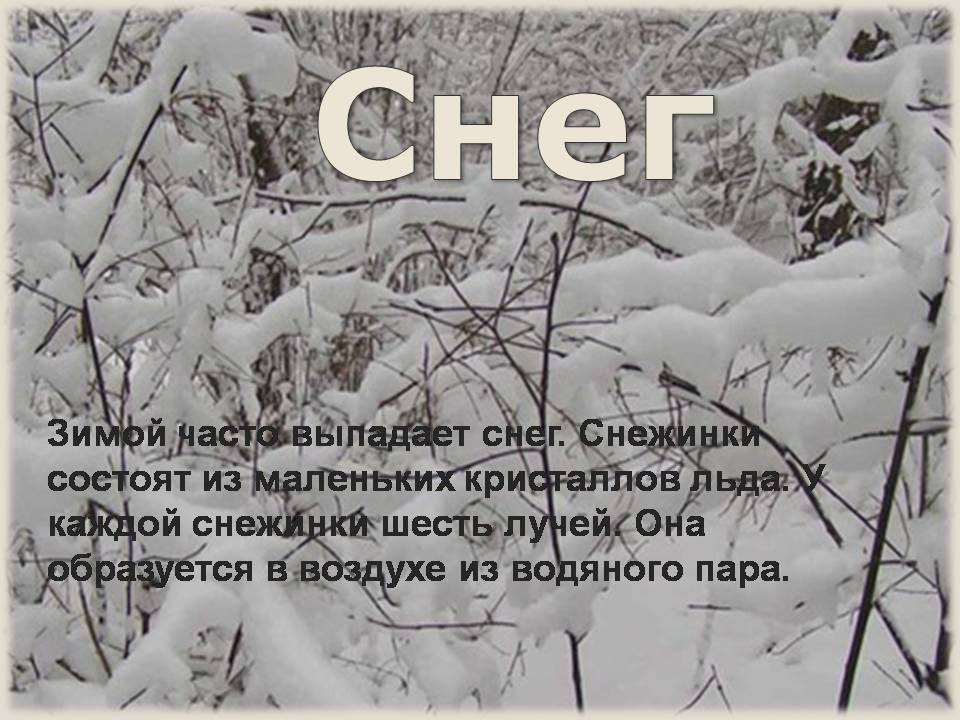 Снег
Зимой часто выпадает снег. Снежинки
состоят из маленьких кристаллов льда. У
каждой снежинки шесть лучей. Она
образуется в воздухе из водяного пара.